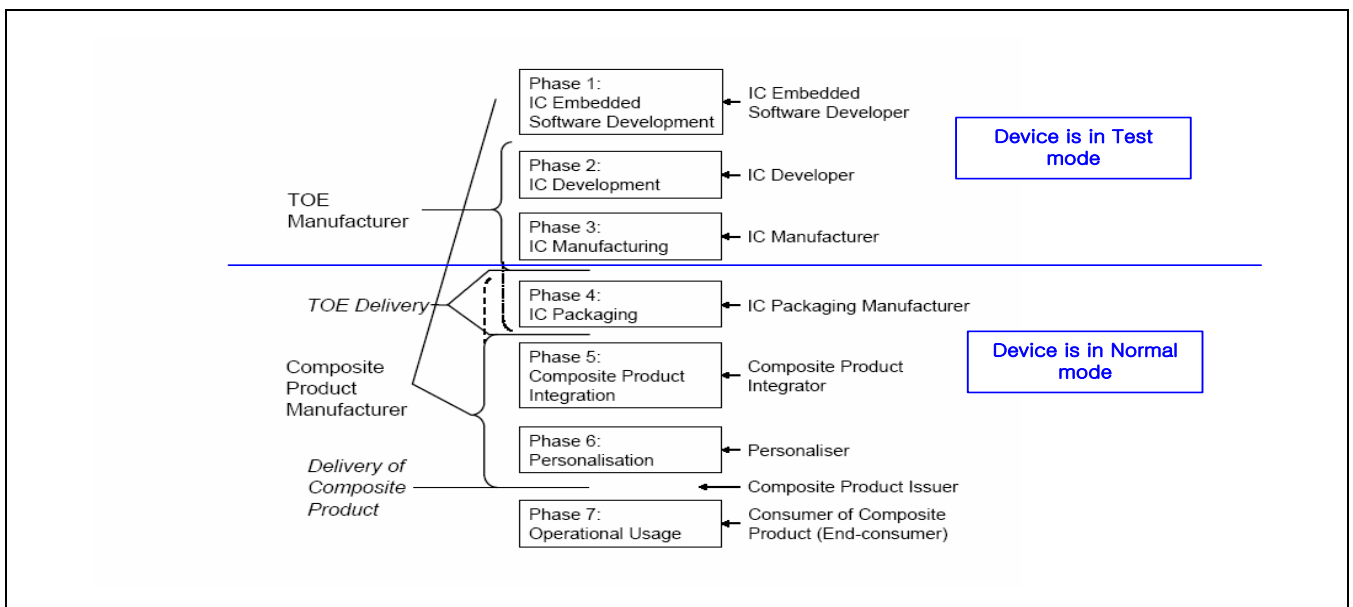 Phase 1:
IC Embedded
Software Development
IC Embedded
Software Developer
Device is in Test
mode
Phase 2:
IC Development
IC Developer
TOE
Manufacturer
Phase 3:
IC Manufacturing
IC Manufacturer
TOE Delivery
Phase 4:
IC Packaging
IC Packaging Manufacturer
Device is in Normal
mode
Composite
Product
Manufacturer
Phase 5:
Composite Product
Integration
Composite Product
Integrator
Phase 6:
Personalisation
Personaliser
Delivery of
Composite
Product
Composite Product Issuer
Phase 7:
Operational Usage
Consumer of Composite
Product (End-consumer)